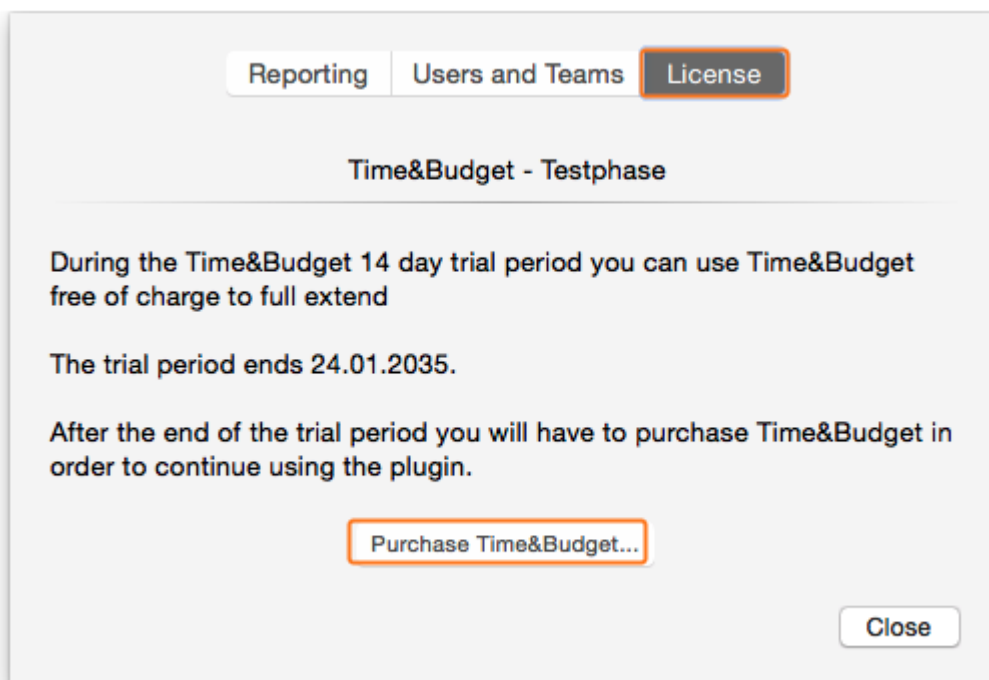 Reporting Users and Teams License
Time&Budget - Testphase
During the Time&Budget 14 day trial period you can use Time&Budget
free of charge to full extend
The trial period ends 24.01.2035.
After the end of the trial period you will have to purchase Time&Budget in
order to continue using the plugin.
Purchase Time&Budget...
Close